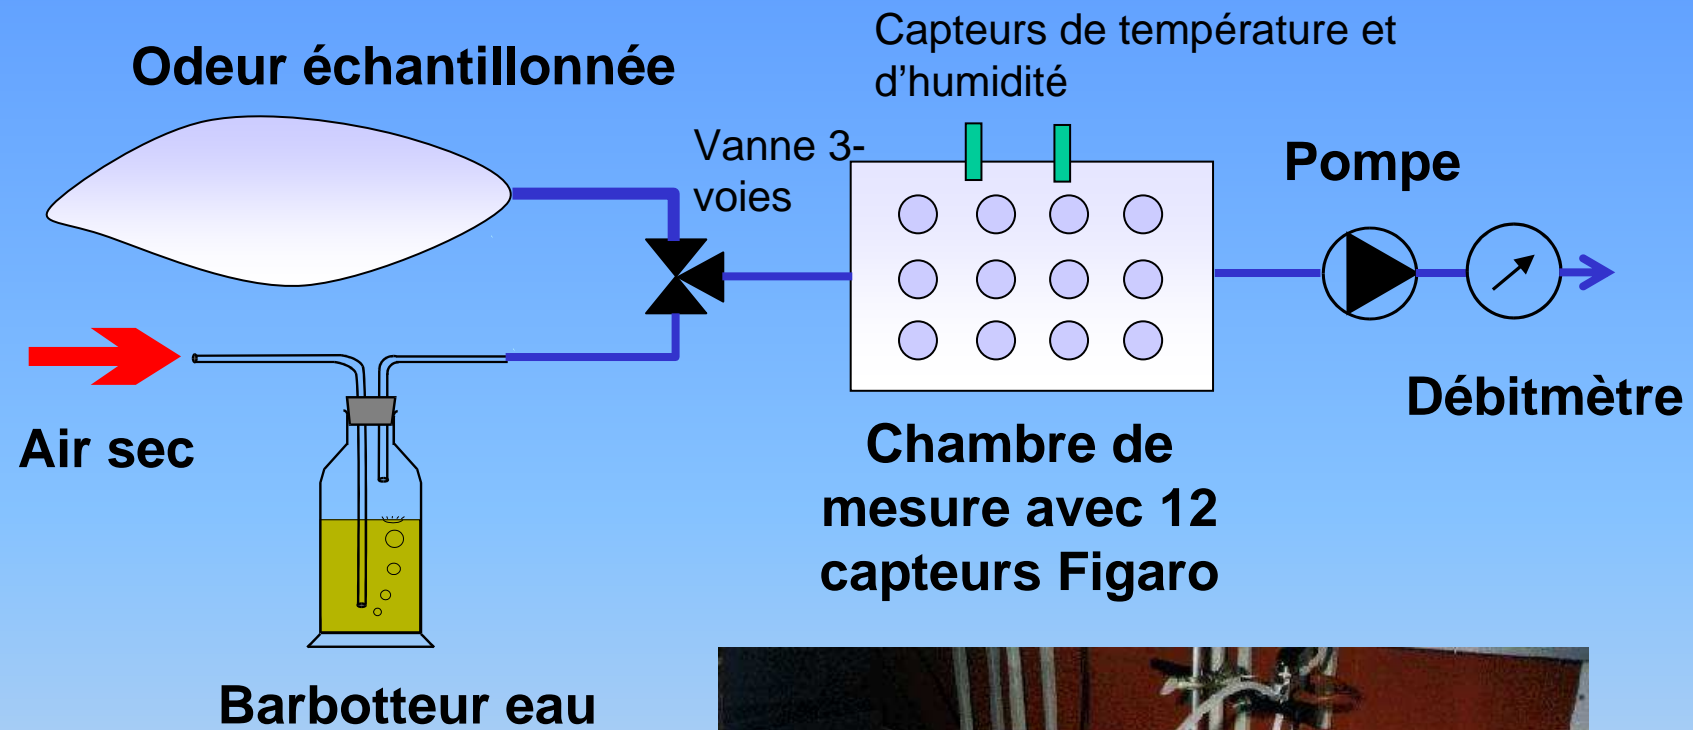 Capteurs de température et
d’humidité
Odeur échantillonnée
Vanne 3-
voies
Pompe
Air sec
Débitmètre
Chambre de
mesure avec 12
capteurs Figaro
Barbotteur eau